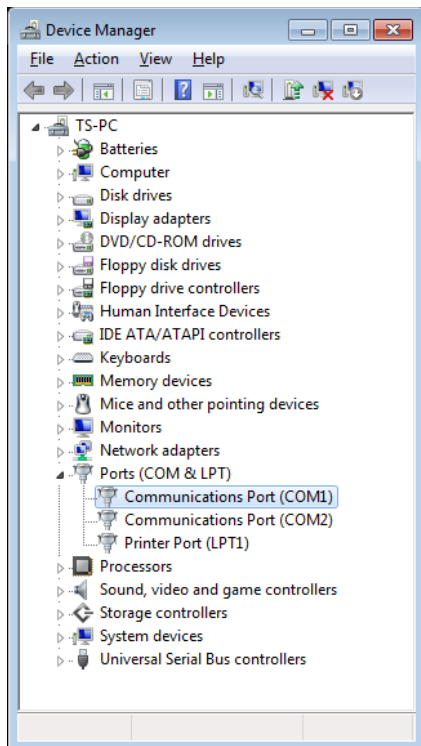 Device Manager
File Action View Help
TS-PC
Batteries
Computer
Disk drives
Display adapters
DVD/CD-ROM drives
Floppy disk drives
Floppy drive controllers
Human Interface Devices
IDE ATA/ATAPI controllers
Keyboards
Memory devices
Mice and other pointing devices
Monitors
Network adapters
Ports (COM & LPT)
Communications Port (COM1)
Communications Port (COM2)
Printer Port (LPT1)
Processors
Sound, video and game controllers
Storage controllers
System devices
Universal Serial Bus controllers